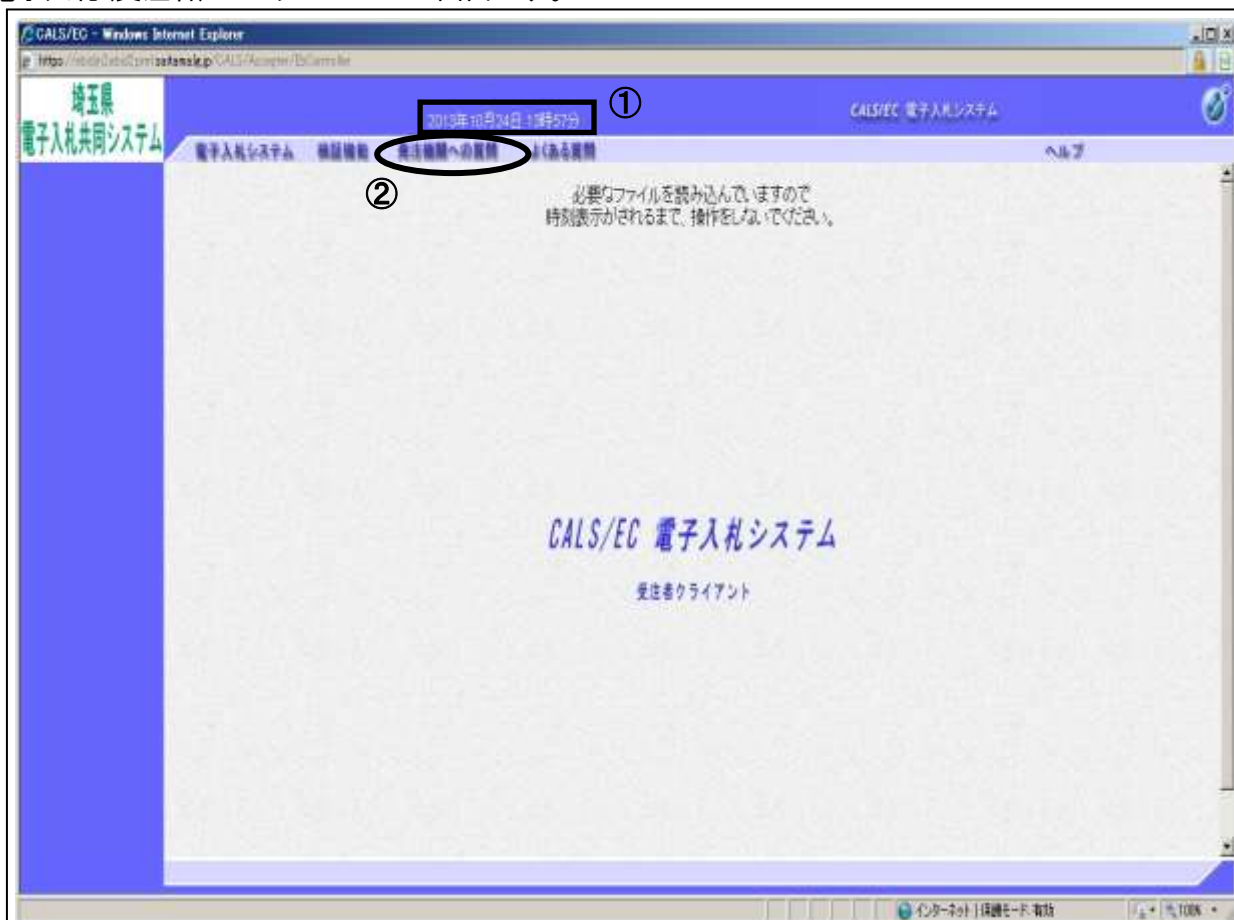 CALS/EC - Windows Internet Explorer
埼玉県
電子入札共同システム
2013年10月24日 13時57分
①
CALS/EC 電子入札システム
電子入札システム 検証機能 発注機関への質問 よくある質問 ヘルプ
②
必要なファイルを読み込んでいますので
時刻表示がされるまで、操作をしないでください。
CALS/EC 電子入札システム
受注者クライアント
インターネット | 保護モード: 有効
100%